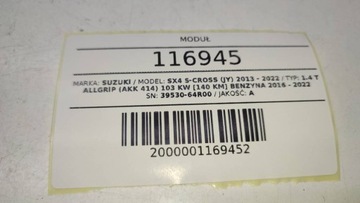 MODUŁ
116945
MARKA: SUZUKI / MODEL: SX4 S-CROSS (JY) 2013 - 2022 / TYP: 1.4 T
ALLGRIP (AKK 414) 103 KW [140 KM] BENZYNA 2016 - 2022
SN: 39530-64R00 / JAKOŚĆ: A
2000001169452